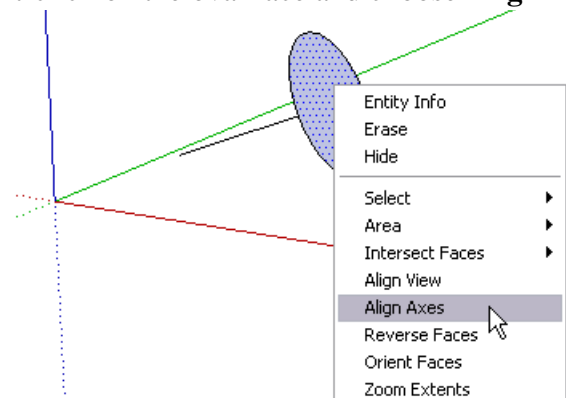 Entity Info
Erase
Hide
Select
Area
Intersect Faces
Align View
Align Axes
Reverse Faces
Orient Faces
Zoom Extents